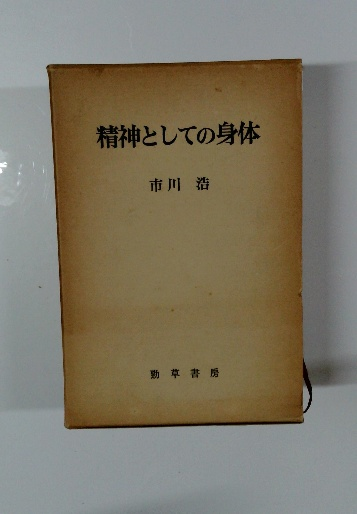 精神としての身体
市川 浩
勁草書房